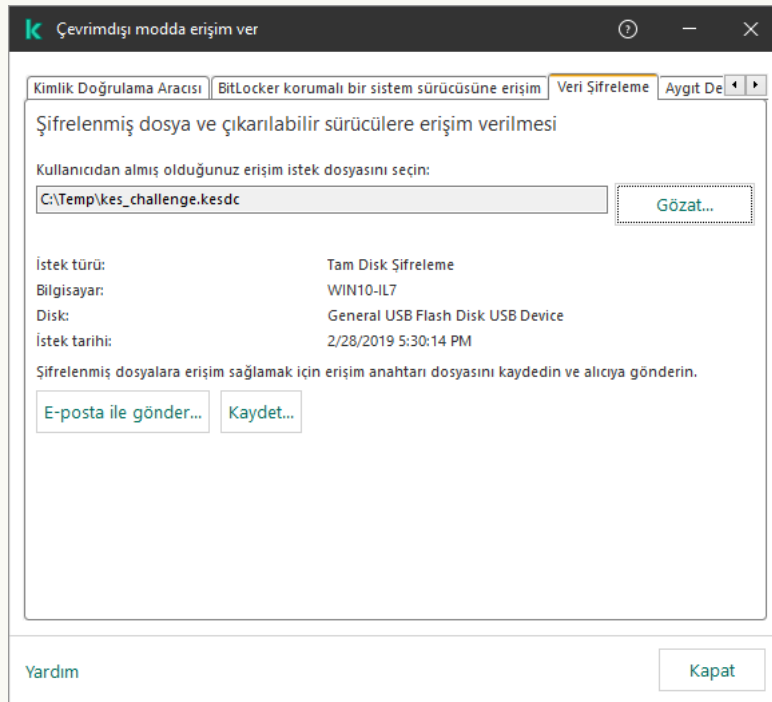 Çevrimdışı modda erişim ver
Kimlik Doğrulama Aracısı BitLocker korumalı bir sistem sürücüsüne erişim Veri Şifreleme Aygıt De
Şifrelenmiş dosya ve çıkarılabilir sürücülere erişim verilmesi
Kullanıcıdan almış olduğunuz erişim istek dosyasını seçin:
C:\Temp\kes_challenge.kesdc Gözat...
İstek türü: Tam Disk Şifreleme
Bilgisayar: WIN10-IL7
Disk: General USB Flash Disk USB Device
İstek tarihi: 2/28/2019 5:30:14 PM
Şifrelenmiş dosyalara erişim sağlamak için erişim anahtarı dosyasını kaydedin ve alıcıya gönderin.
E-posta ile gönder... Kaydet...
Yardım Kapat